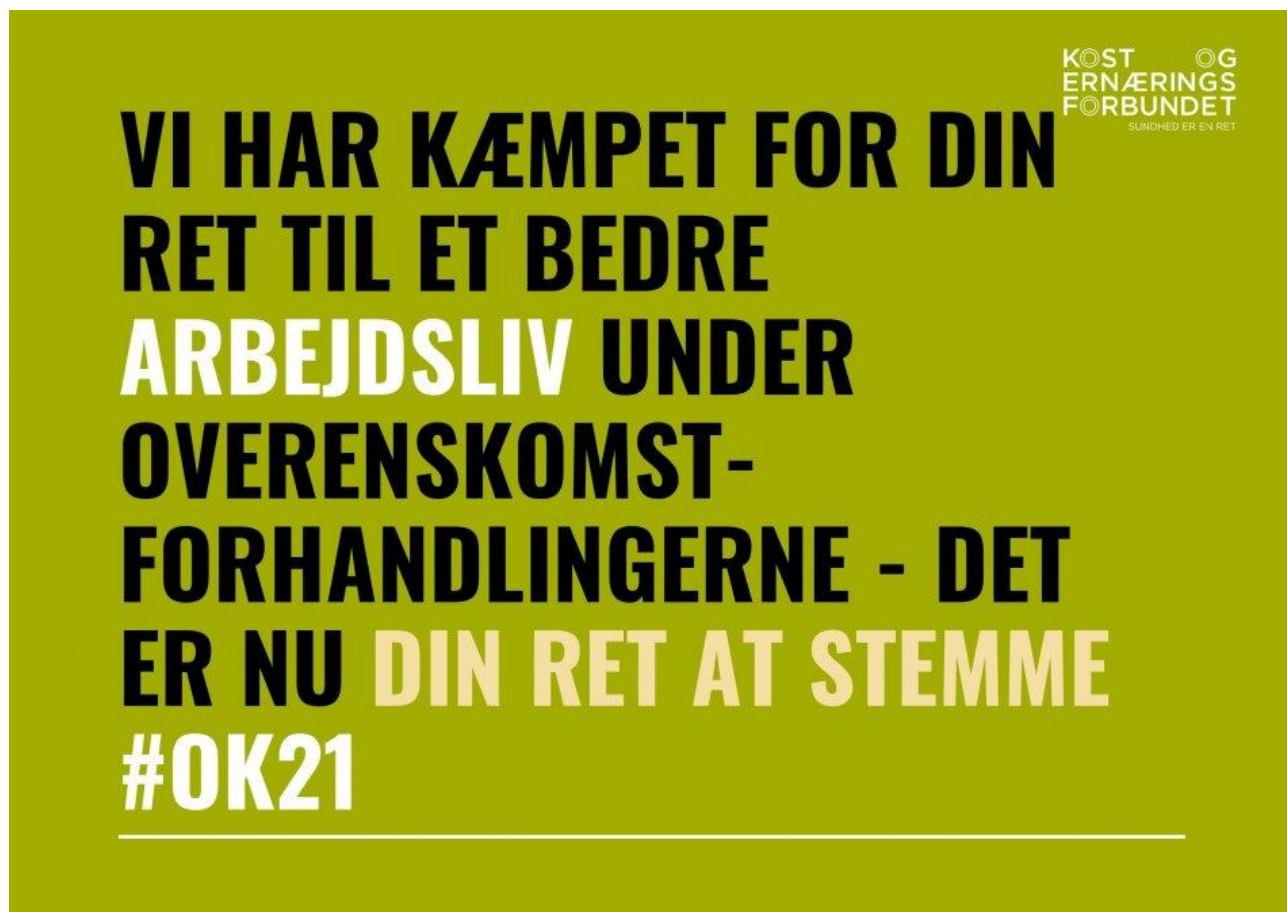 KOST OG
ERNÆRINGS
FORBUNDET
SUNDHED ER EN RET
VI HAR KÆMPET FOR DIN
RET TIL ET BEDRE
ARBEJDSLIV UNDER
OVERENSKOMST-
FORHANDLINGERNE - DET
ER NU DIN RET AT STEMME
#OK21